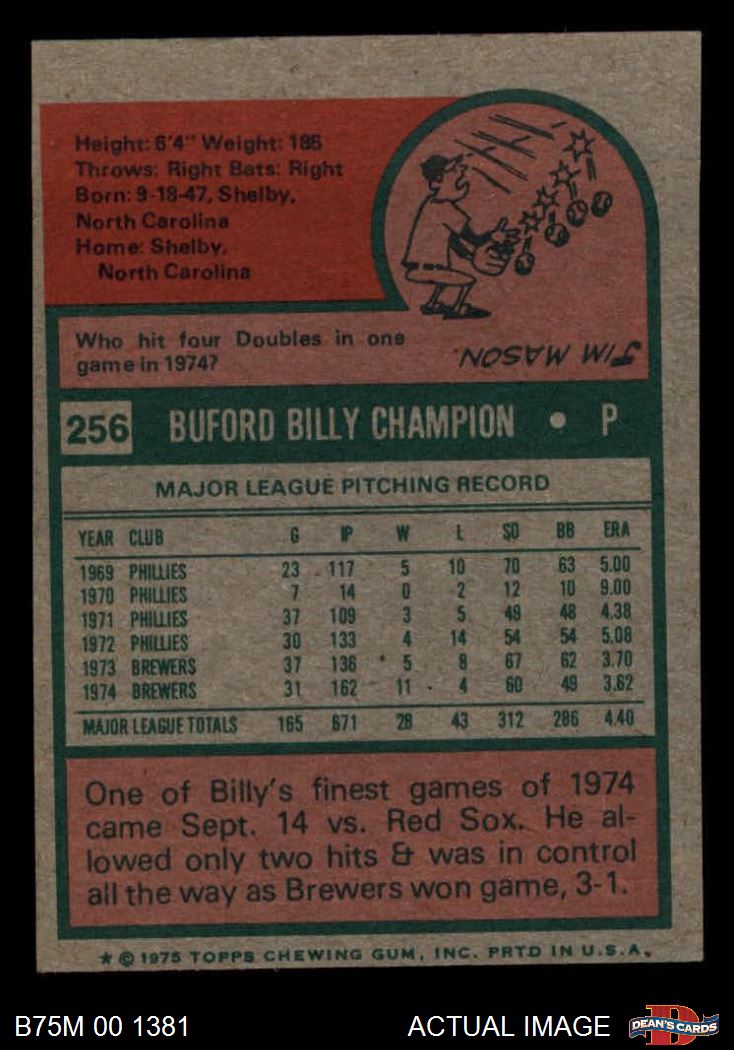 Height: 6'4" Weight: 185
Throws: Right Bats: Right
Born: 9-18-47, Shelby,
North Carolina
Home: Shelby,
North Carolina
Who hit four Doubles in one
game in 1974?
JIM MASON.
256 BUFORD BILLY CHAMPION • P
MAJOR LEAGUE PITCHING RECORD
YEAR CLUB G IP W L SO BB ERA
1969 PHILLIES 23 117 5 10 70 63 5.00
1970 PHILLIES 7 14 0 2 12 10 9.00
1971 PHILLIES 37 109 3 5 49 48 4.38
1972 PHILLIES 30 133 4 14 54 54 5.08
1973 BREWERS 37 136 5 8 67 62 3.70
1974 BREWERS 31 162 11 4 60 49 3.62
MAJOR LEAGUE TOTALS 165 671 28 43 312 286 4.40
One of Billy's finest games of 1974
came Sept. 14 vs. Red Sox. He al-
lowed only two hits & was in control
all the way as Brewers won game, 3-1.
* © 1975 TOPPS CHEWING GUM, INC. PRTD IN U.S.A.
B75M 00 1381 ACTUAL IMAGE DEAN'S CARDS